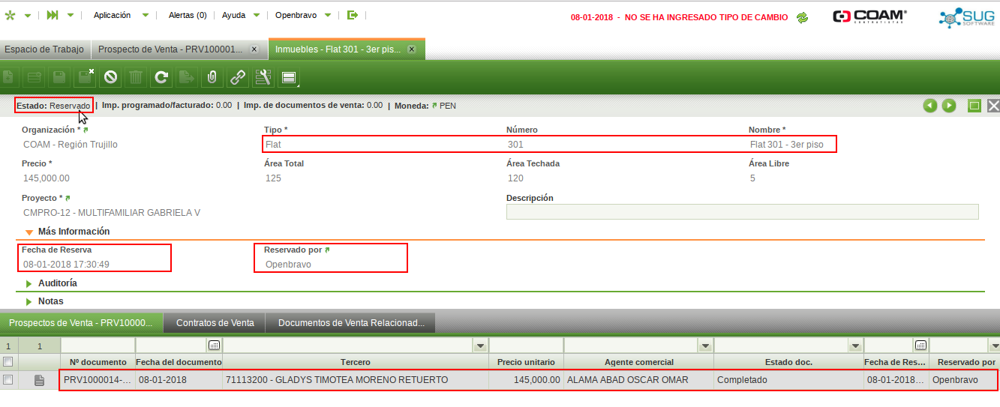 Aplicación Alertas (0) Ayuda Openbravo 08-01-2018 - NO SE HA INGRESADO TIPO DE CAMBIO COAM CONTRATISTAS SUG SOFTWARE
Espacio de Trabajo Prospecto de Venta - PRV100001... Inmuebles - Flat 301 - 3er pis...
Estado: Reservado | Imp. programado/facturado: 0.00 | Imp. de documentos de venta: 0.00 | Moneda: PEN
Organización * Tipo * Número Nombre *
COAM - Región Trujillo Flat 301 Flat 301 - 3er piso
Precio * Área Total Área Techada Área Libre
145,000.00 125 120 5
Proyecto * Descripción
CMPRO-12 - MULTIFAMILIAR GABRIELA V
Más Información
Fecha de Reserva Reservado por
08-01-2018 17:30:49 Openbravo
Auditoría
Notas
Prospectos de Venta - PRV10000... Contratos de Venta Documentos de Venta Relacionad...
1 1
Nº documento Fecha del documento Tercero Precio unitario Agente comercial Estado doc. Fecha de Res... Reservado por
PRV1000014-... 08-01-2018 71113200 - GLADYS TIMOTEA MORENO RETUERTO 145,000.00 ALAMA ABAD OSCAR OMAR Completado 08-01-2018... Openbravo